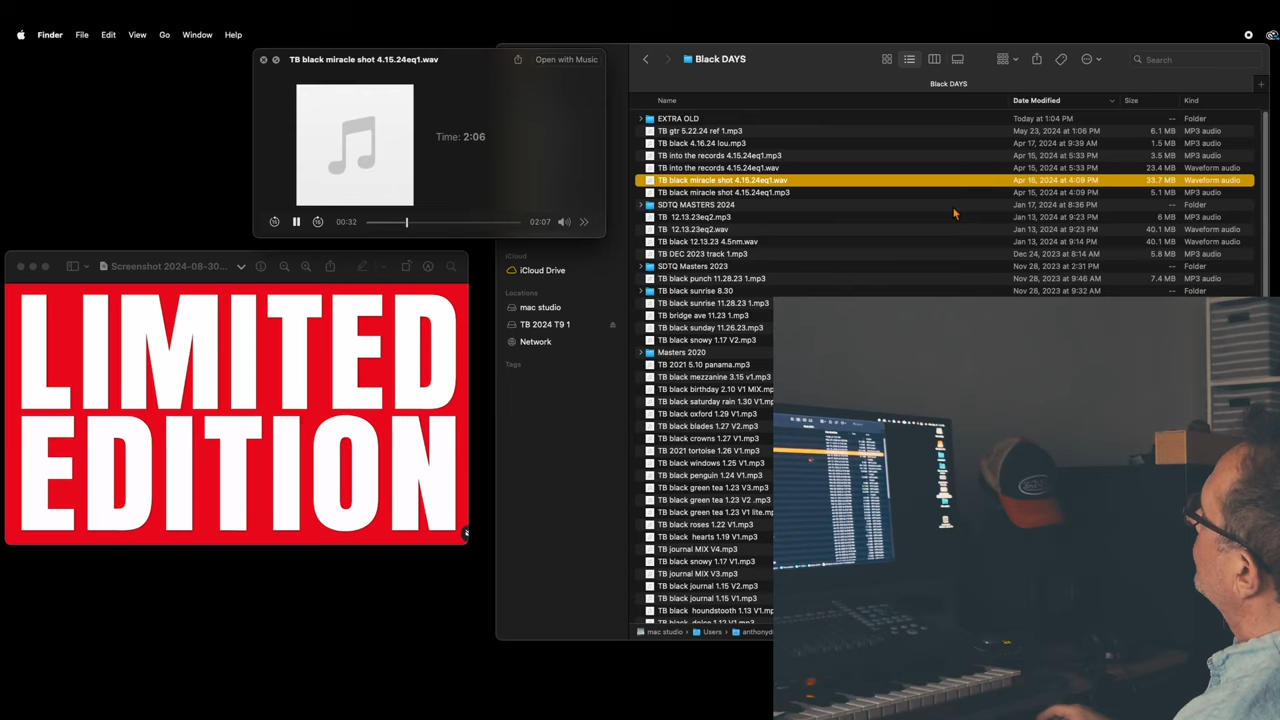 Finder File Edit View Go Window Help
TB black miracle shot 4.15.24eq1.wav Open with Music
Time: 2:06
00:32 02:07
Screenshot 2024-08-30...
LIMITED
EDITION
Black DAYS
Search
Black DAYS
iCloud
iCloud Drive
Locations
mac studio
TB 2024 T9 1
Network
Tags
Name Date Modified Size Kind
EXTRA OLD Today at 1:04 PM -- Folder
TB gtr 5.22.24 ref 1.mp3 May 23, 2024 at 1:06 PM 6.1 MB MP3 audio
TB black 4.16.24 lou.mp3 Apr 17, 2024 at 9:39 AM 1.5 MB MP3 audio
TB into the records 4.15.24eq1.mp3 Apr 15, 2024 at 5:33 PM 3.5 MB MP3 audio
TB into the records 4.15.24eq1.wav Apr 15, 2024 at 5:33 PM 23.4 MB Waveform audio
TB black miracle shot 4.15.24eq1.wav Apr 15, 2024 at 4:09 PM 33.7 MB Waveform audio
TB black miracle shot 4.15.24eq1.mp3 Apr 15, 2024 at 4:09 PM 5.1 MB MP3 audio
SDTQ MASTERS 2024 Jan 17, 2024 at 8:36 PM -- Folder
TB 12.13.23eq2.mp3 Jan 13, 2024 at 9:23 PM 6 MB MP3 audio
TB 12.13.23eq2.wav Jan 13, 2024 at 9:23 PM 40.1 MB Waveform audio
TB black 12.13.23 4.5nm.wav Jan 13, 2024 at 9:14 PM 40.1 MB Waveform audio
TB DEC 2023 track 1.mp3 Dec 24, 2023 at 8:14 AM 5.8 MB MP3 audio
SDTQ Masters 2023 Nov 28, 2023 at 2:31 PM -- Folder
TB black punch 11.28.23 1.mp3 Nov 28, 2023 at 9:46 AM 7.4 MB MP3 audio
TB black sunrise 8.30 Nov 28, 2023 at 9:32 AM -- Folder
TB black sunrise 11.28.23 1.mp3
TB bridge ave 11.23 1.mp3
TB black sunday 11.26.23.mp3
TB black snowy 1.17 V2.mp3
Masters 2020
TB 2021 5.10 panama.mp3
TB black mezzanine 3.15 v1.mp3
TB black birthday 2.10 V1 MIX.mp
TB black saturday rain 1.30 V1.mp
TB black oxford 1.29 V1.mp3
TB black blades 1.27 V2.mp3
TB black crowns 1.27 V1.mp3
TB 2021 tortoise 1.26 V1.mp3
TB black windows 1.25 V1.mp3
TB black penguin 1.24 V1.mp3
TB black green tea 1.23 V3.mp3
TB black green tea 1.23 V2 .mp3
TB black green tea 1.23 V1 lite.mp
TB black roses 1.22 V1.mp3
TB black hearts 1.19 V1.mp3
TB journal MIX V4.mp3
TB black snowy 1.17 V1.mp3
TB journal MIX V3.mp3
TB black journal 1.15 V2.mp3
TB black journal 1.15 V1.mp3
TB black houndstooth 1.13 V1.mp
mac studio › Users › anthonyd